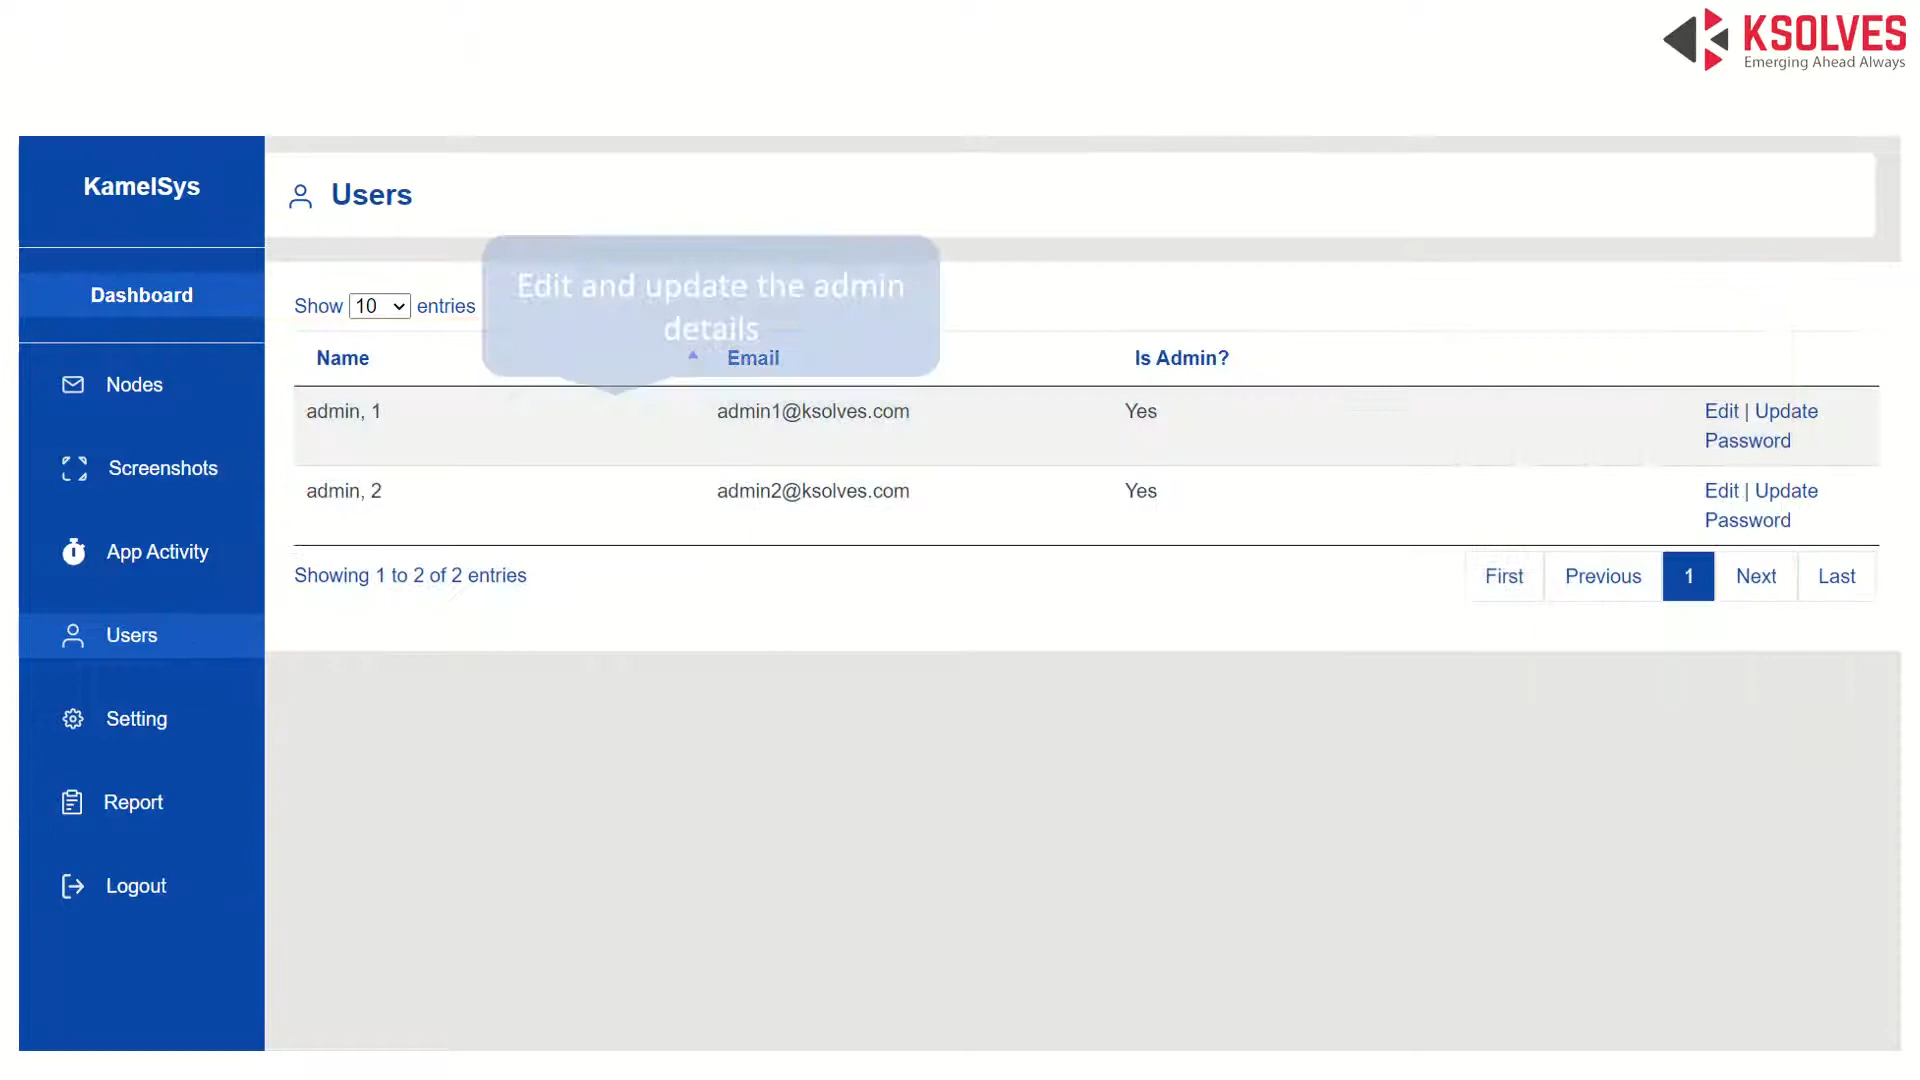 KSOLVES
Emerging Ahead Always
KamelSys
Users
Dashboard
Edit and update the admin
details
Show 10 entries
Name Email Is Admin?
Nodes
admin, 1 admin1@ksolves.com Yes Edit | Update
Password
Screenshots
admin, 2 admin2@ksolves.com Yes Edit | Update
Password
App Activity
Showing 1 to 2 of 2 entries First Previous 1 Next Last
Users
Setting
Report
Logout